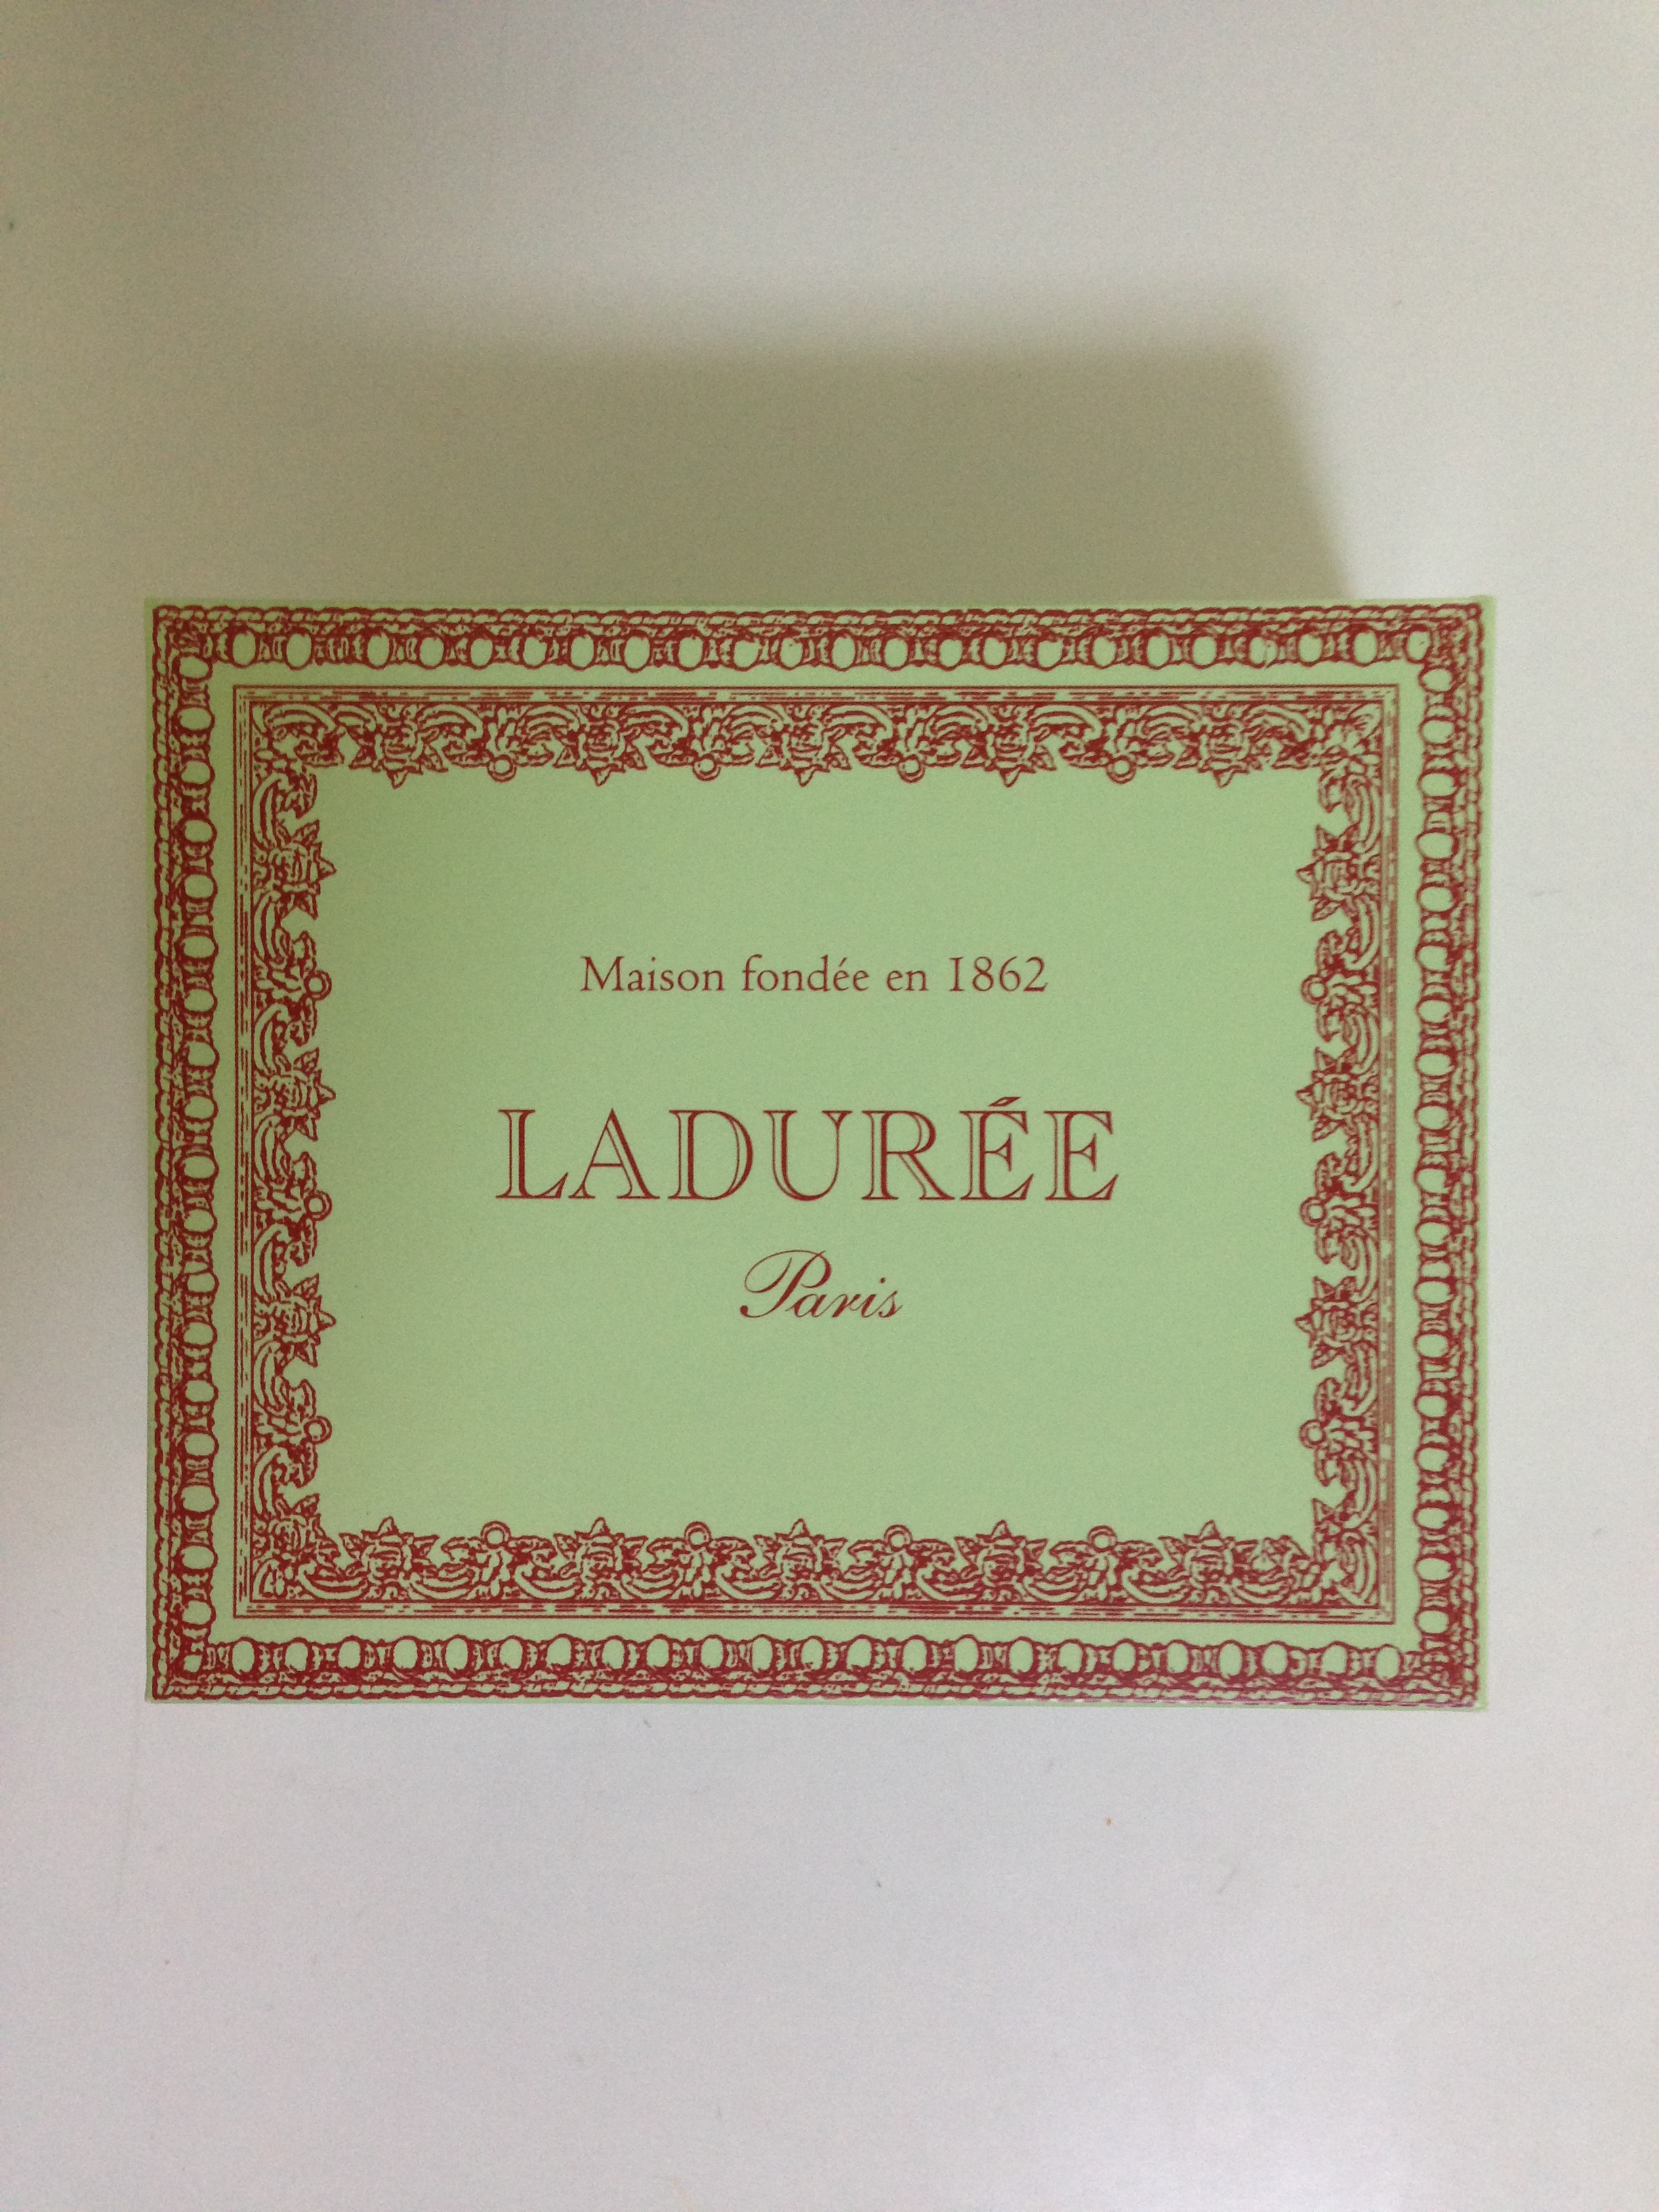 Maison fondée en 1862
LADURÉE
Paris